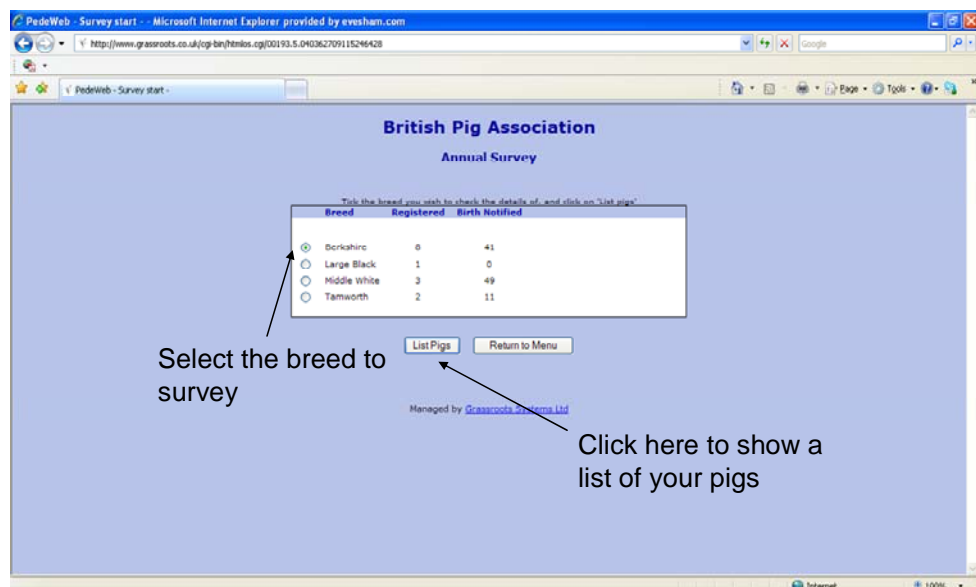 PedeWeb - Survey start - - Microsoft Internet Explorer provided by evesham.com
http://www.grassroots.co.uk/cgi-bin/htmlos.cgi/00193.5.040362709115246428
Google
PedeWeb - Survey start -
Page
Tools
British Pig Association
Annual Survey
Tick the breed you wish to check the details of, and click on 'List pigs'
Breed Registered Birth Notified
Berkshire 41
Large Black 1 0
Middle White 3 49
Tamworth 2 11
List Pigs Return to Menu
Select the breed to
survey
Managed by Grassroots Systems Ltd
Click here to show a
list of your pigs
Internet 100%